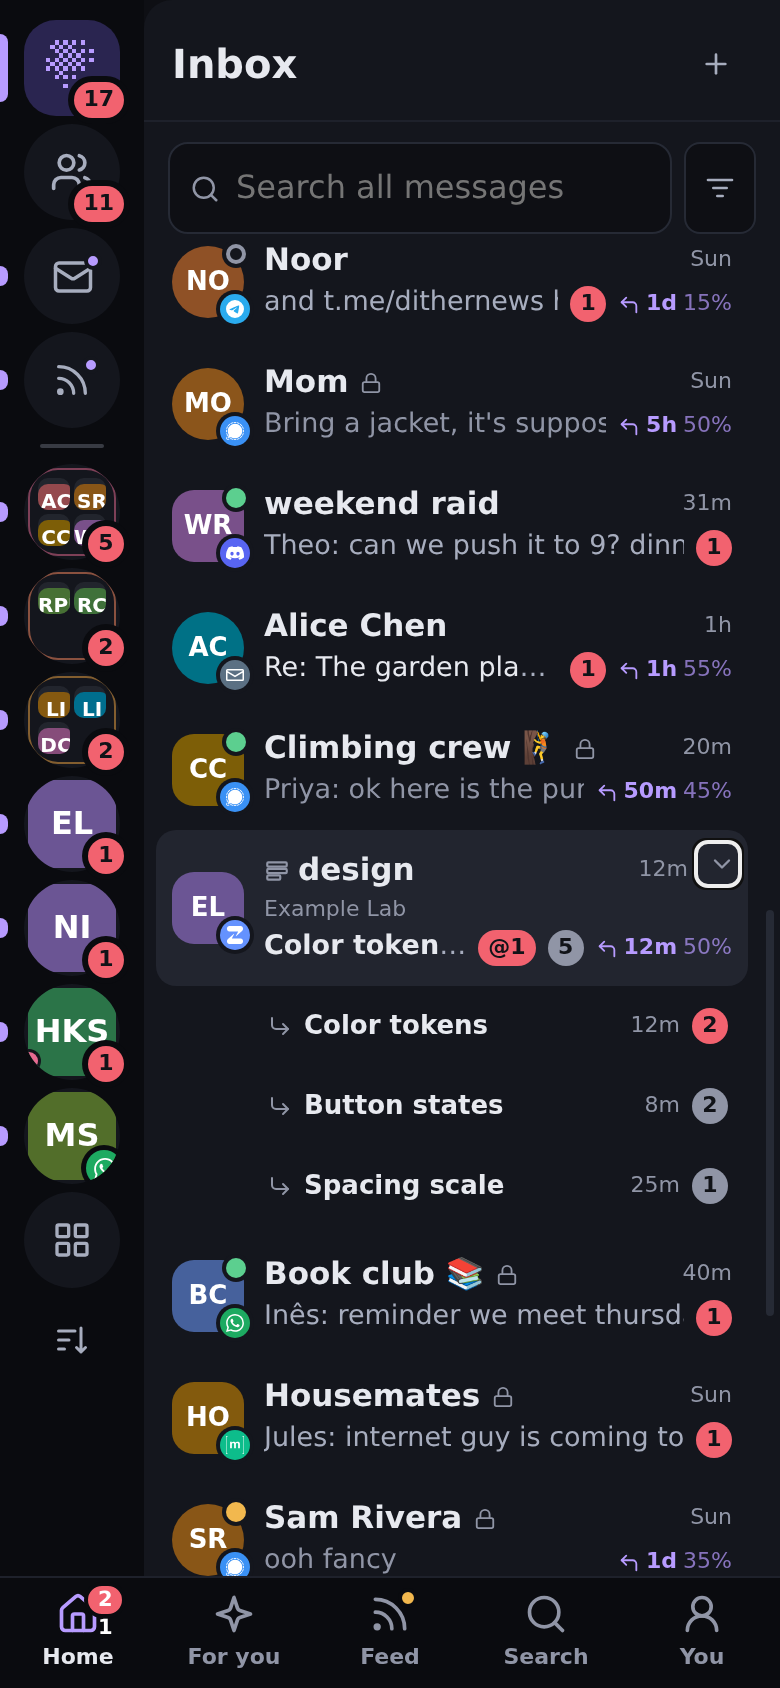 17
Inbox
11
Search all messages
NO
Noor
Sun
and t.me/dithernews
1
1d 15%
MO
Mom
Sun
Bring a jacket, it's suppos
5h 50%
AC SR
CC
5
WR
weekend raid
31m
Theo: can we push it to 9? dinn
1
RP RC
2
AC
Alice Chen
1h
Re: The garden pla...
1
1h 55%
LI LI
DC
2
CC
Climbing crew 🧗
20m
Priya: ok here is the pur
50m 45%
EL
1
EL
design
12m
Example Lab
Color token...
@1
5
12m 50%
NI
1
Color tokens
12m
2
HKS
1
Button states
8m
2
MS
Spacing scale
25m
1
BC
Book club 📚
40m
Inês: reminder we meet thursd
1
HO
Housemates
Sun
m
Jules: internet guy is coming to
1
SR
Sam Rivera
Sun
ooh fancy
1d 35%
2
1
Home
For you
Feed
Search
You